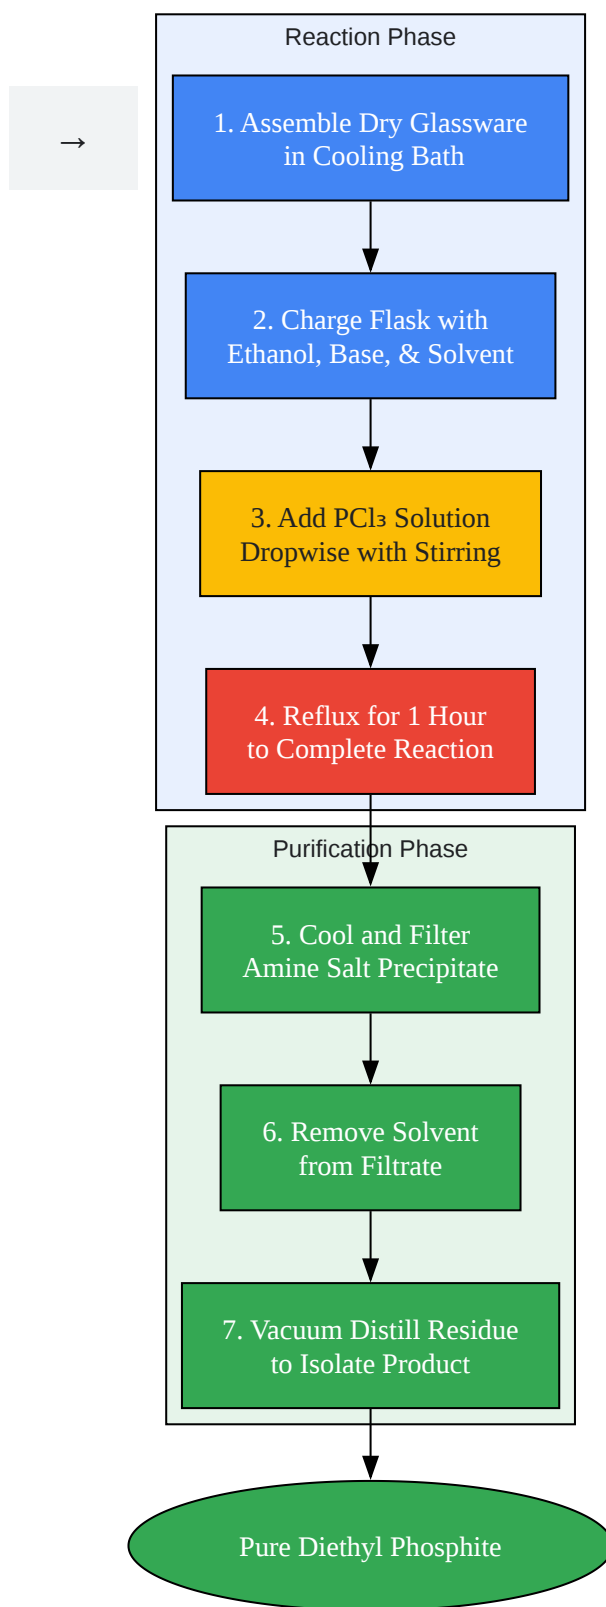 Reaction Phase
→
1. Assemble Dry Glassware
in Cooling Bath
2. Charge Flask with
Ethanol, Base, & Solvent
3. Add PCl₃ Solution
Dropwise with Stirring
4. Reflux for 1 Hour
to Complete Reaction
Purification Phase
5. Cool and Filter
Amine Salt Precipitate
6. Remove Solvent
from Filtrate
7. Vacuum Distill Residue
to Isolate Product
Pure Diethyl Phosphite